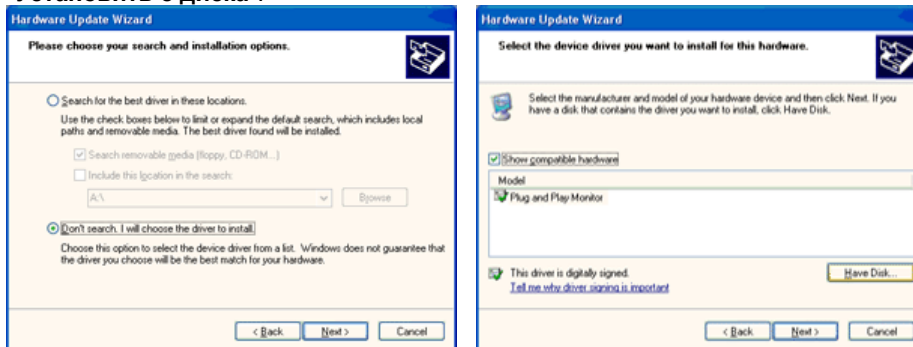 "Установить с диска".
Hardware Update Wizard
Please choose your search and installation options.
Search for the best driver in these locations.
Use the check boxes below to limit or expand the default search, which includes local
paths and removable media. The best driver found will be installed.
Search removable media (floppy, CD-ROM...)
Include this location in the search:
A:\
Browse
Don't search. I will choose the driver to install.
Choose this option to select the device driver from a list. Windows does not guarantee that
the driver you choose will be the best match for your hardware.
< Back
Next >
Cancel
Hardware Update Wizard
Select the device driver you want to install for this hardware.
Select the manufacturer and model of your hardware device and then click Next. If you
have a disk that contains the driver you want to install, click Have Disk.
Show compatible hardware
Model
Plug and Play Monitor
This driver is digitally signed.
Tell me why driver signing is important
Have Disk...
< Back
Next >
Cancel